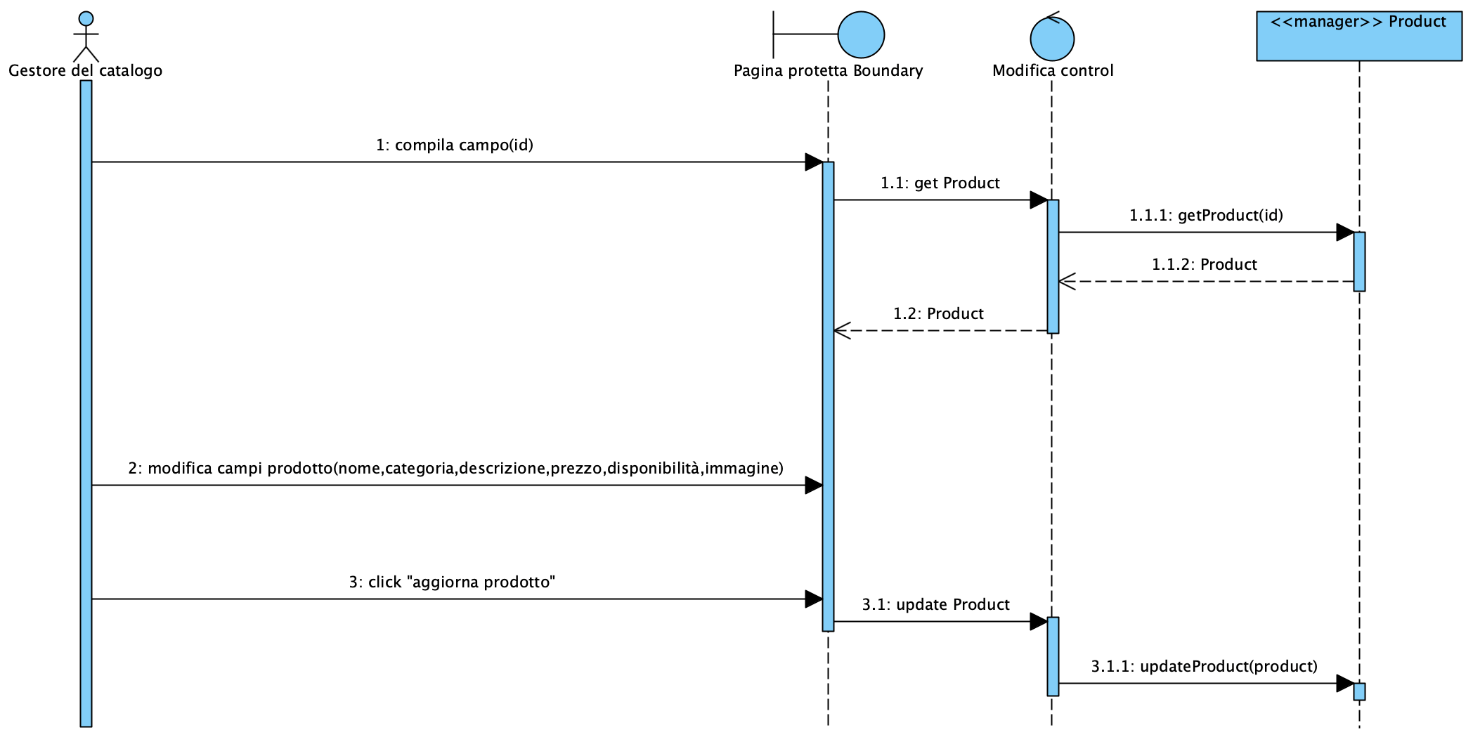 <<manager>> Product
Gestore del catalogo
Pagina protetta Boundary
Modifica control
1: compila campo(id)
1.1: get Product
1.1.1: getProduct(id)
1.1.2: Product
1.2: Product
2: modifica campi prodotto(nome,categoria,descrizione,prezzo,disponibilità,immagine)
3: click "aggiorna prodotto"
3.1: update Product
3.1.1: updateProduct(product)